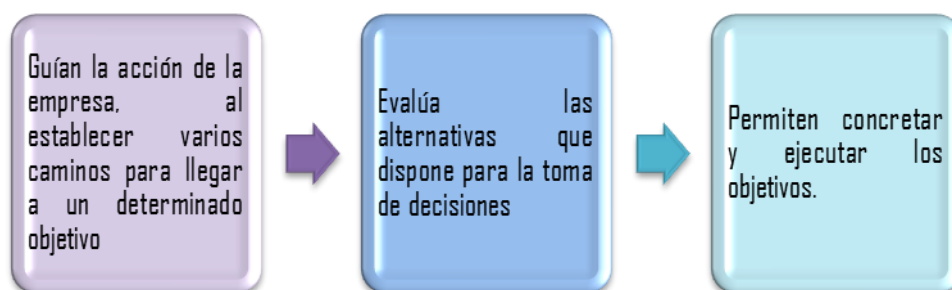 Guían la acción de la
empresa, al
establecer varios
caminos para llegar
a un determinado
objetivo
Evalúa las
alternativas que
dispone para la toma
de decisiones
Permiten concretar
y ejecutar los
objetivos.